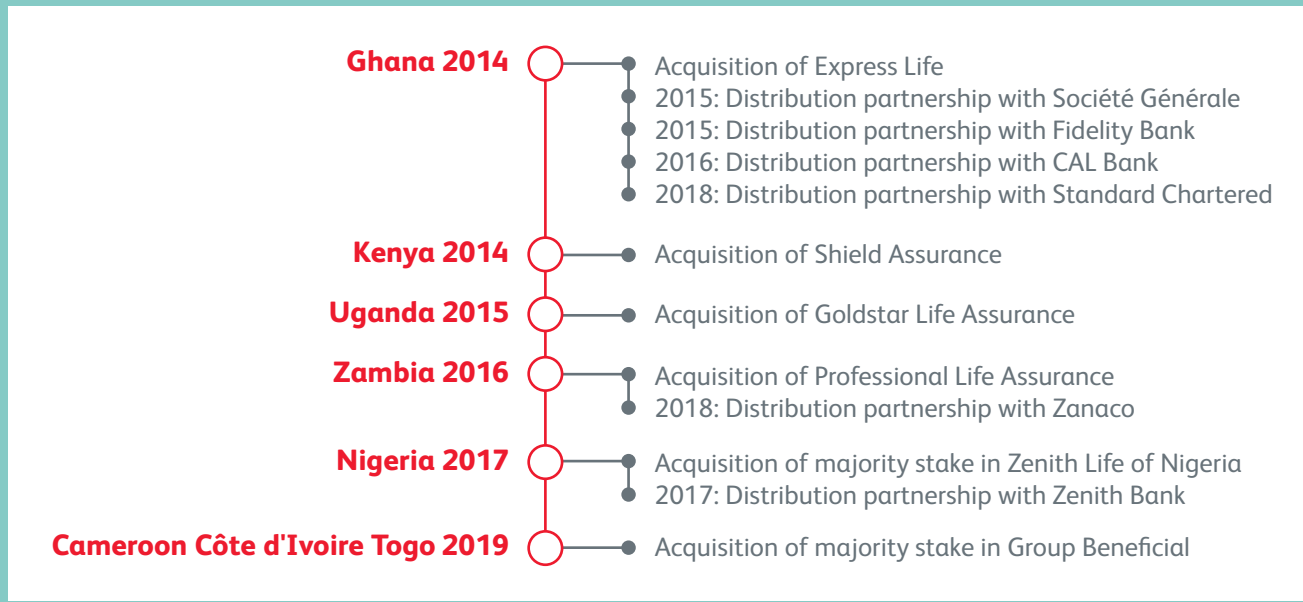 Ghana 2014
Acquisition of Express Life
2015: Distribution partnership with Société Générale
2015: Distribution partnership with Fidelity Bank
2016: Distribution partnership with CAL Bank
2018: Distribution partnership with Standard Chartered
Kenya 2014
Acquisition of Shield Assurance
Uganda 2015
Acquisition of Goldstar Life Assurance
Zambia 2016
Acquisition of Professional Life Assurance
2018: Distribution partnership with Zanaco
Nigeria 2017
Acquisition of majority stake in Zenith Life of Nigeria
2017: Distribution partnership with Zenith Bank
Cameroon Côte d'Ivoire Togo 2019
Acquisition of majority stake in Group Beneficial